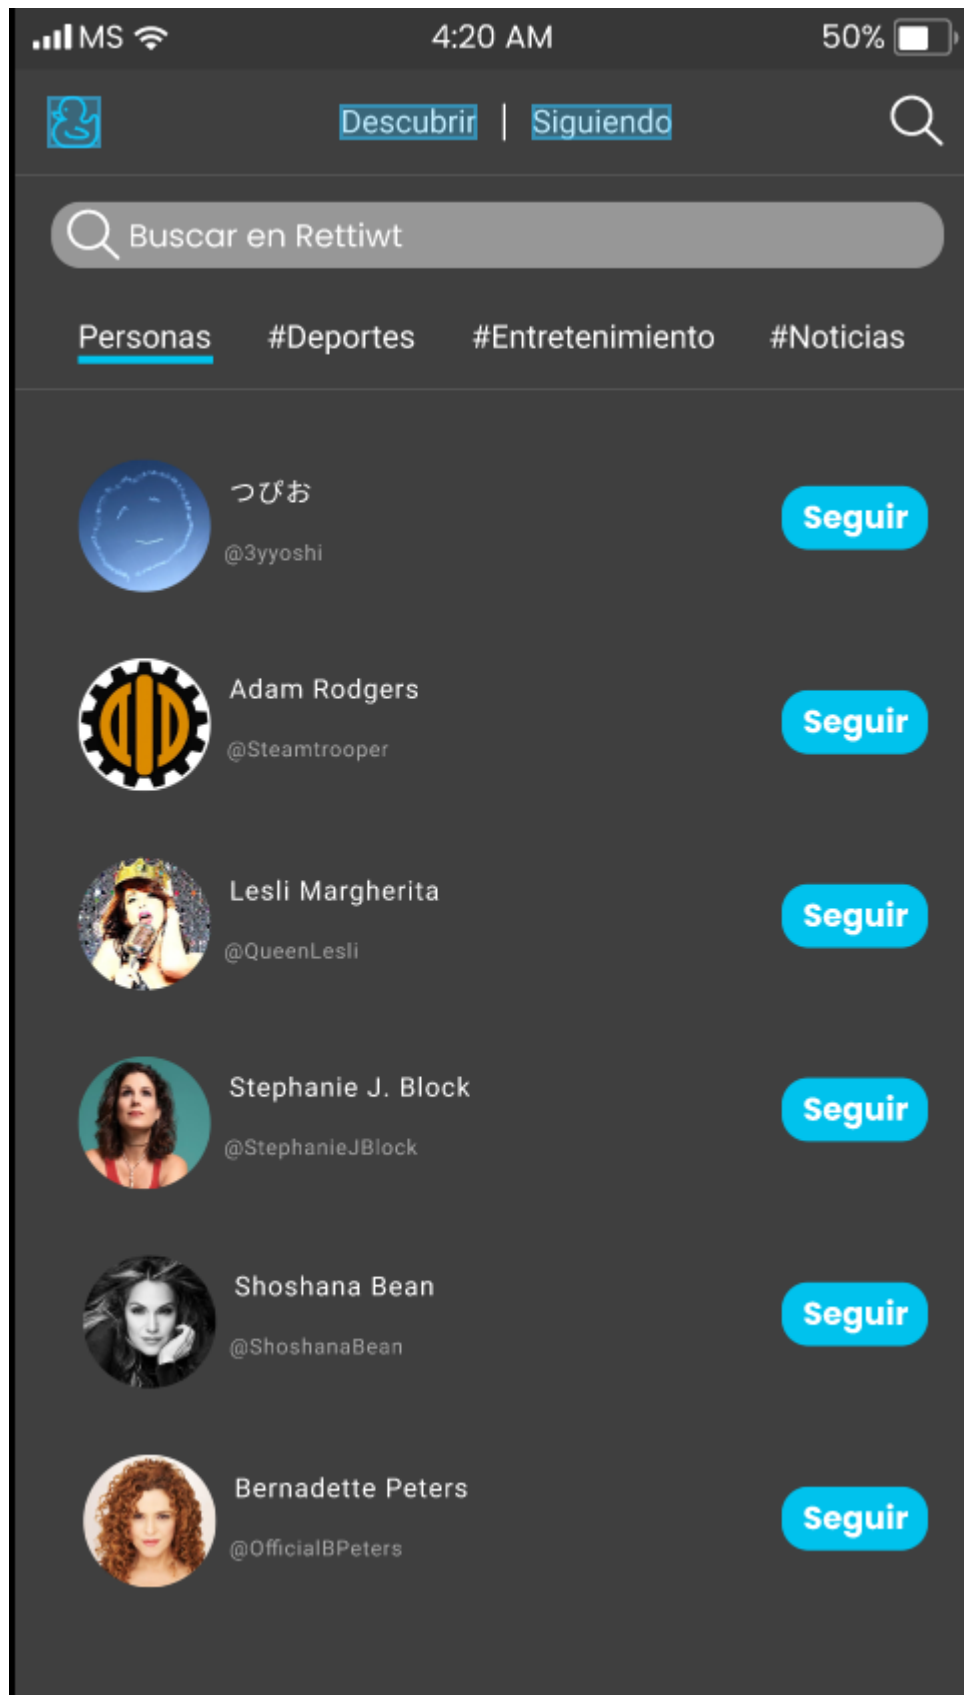 MS 4:20 AM 50%
Descubrir | Siguiendo
Buscar en Rettiwt
Personas #Deportes #Entretenimiento #Noticias
つぴお
@3yyoshi
Seguir
Adam Rodgers
@Steamtrooper
Seguir
Lesli Margherita
@QueenLesli
Seguir
Stephanie J. Block
@StephanieJBlock
Seguir
Shoshana Bean
@ShoshanaBean
Seguir
Bernadette Peters
@OfficialBPeters
Seguir